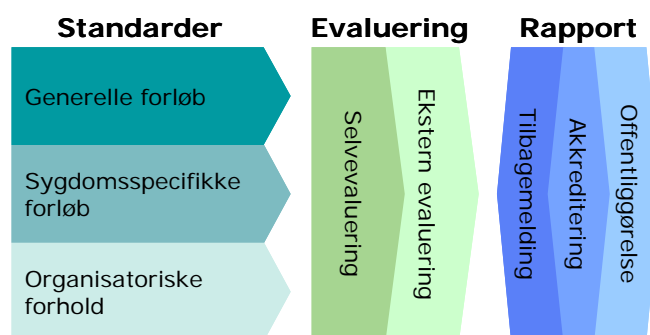 Standarder
Evaluering
Rapport
Generelle forløb
Sygdomsspecifikke
forløb
Organisatoriske
forhold
Selvevaluering
Ekstern evaluering
Tilbagemelding
Akkreditering
Offentliggørelse